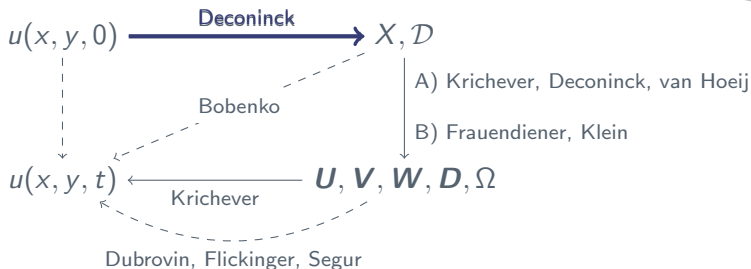 Deconinck
u(x, y, 0)
X, 𝒟
A) Krichever, Deconinck, van Hoeij
Bobenko
B) Frauendiener, Klein
u(x, y, t)
U, V, W, D, Ω
Krichever
Dubrovin, Flickinger, Segur